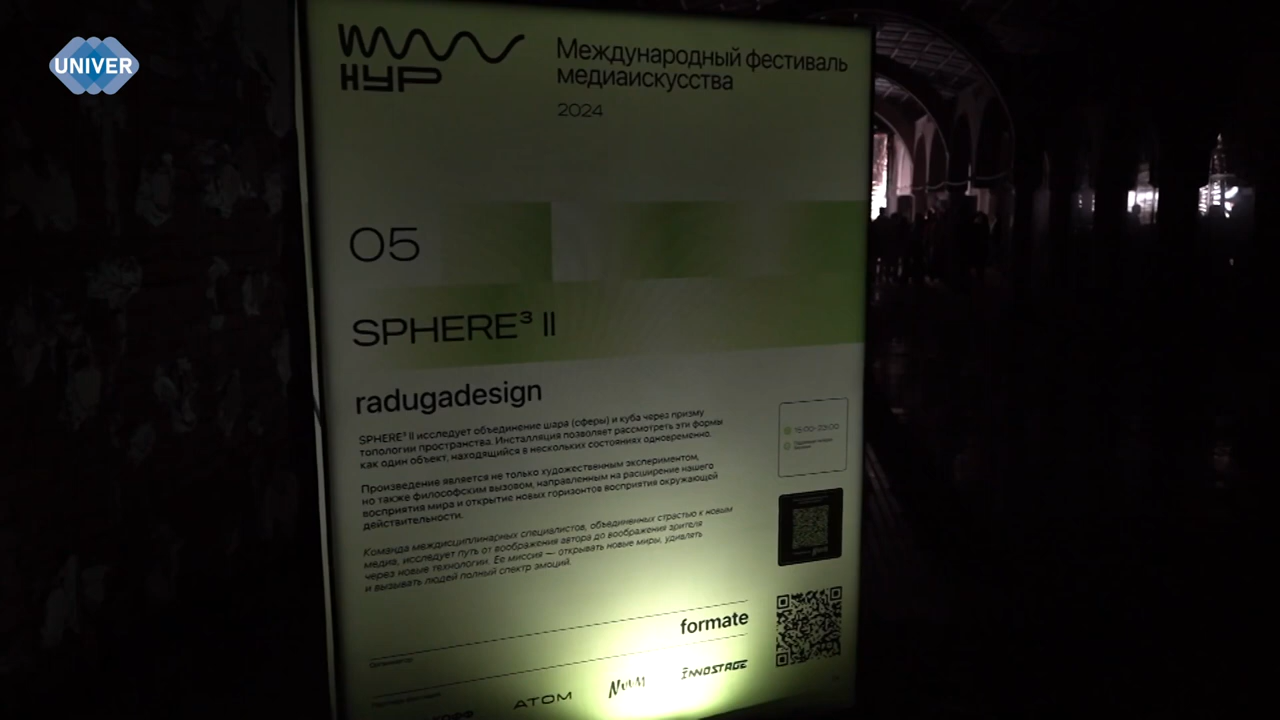 UNIVER
НУР
Международный фестиваль
медиаискусства
2024
05
SPHERE³ II
radugadesign
SPHERE³ II исследует объединение шара (сферы) и куба через призму
топологии пространства. Инсталляция позволяет рассмотреть эти формы
как один объект, находящийся в нескольких состояниях одновременно.
Произведение является не только художественным экспериментом,
но также философским вызовом, направленным на расширение нашего
восприятия мира и открытие новых горизонтов восприятия окружающей
действительности.
Команда междисциплинарных специалистов, объединенных страстью к новым
медиа, исследует путь от воображения автора до воображения зрителя
через новые технологии. Ее миссия — открывать новые миры, удивлять
и вызывать людей полный спектр эмоций.
15:00–23:00
formate
ATOM
INNOSTAGE